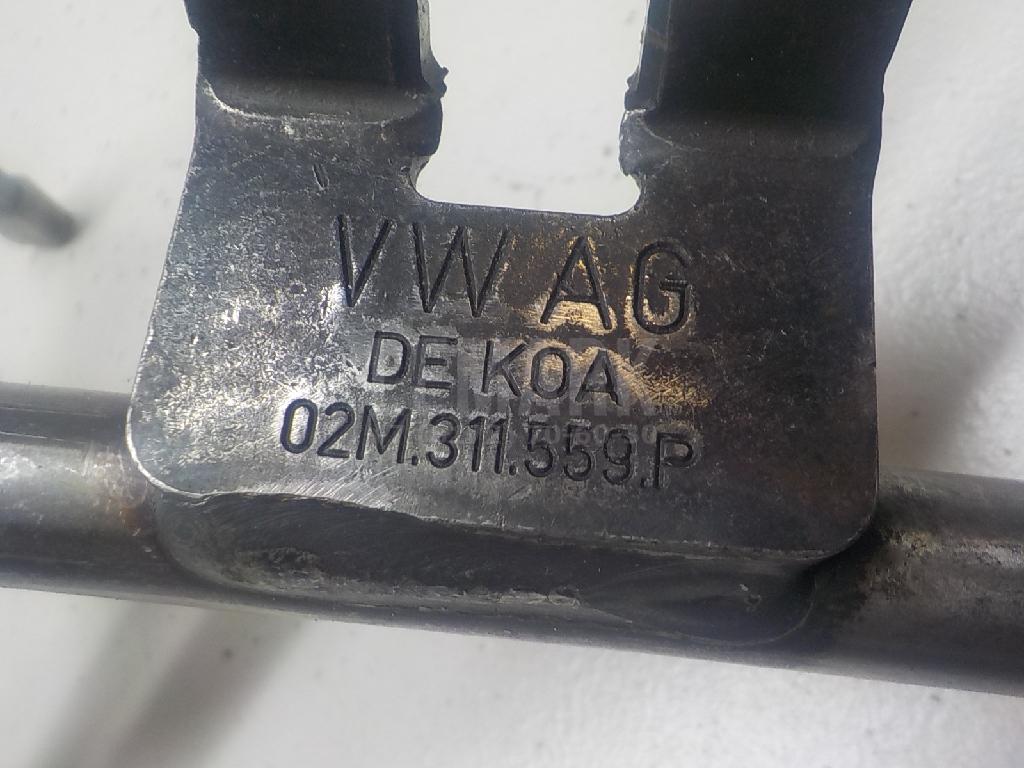 VW AG
DE KOA
02M.311.559.P